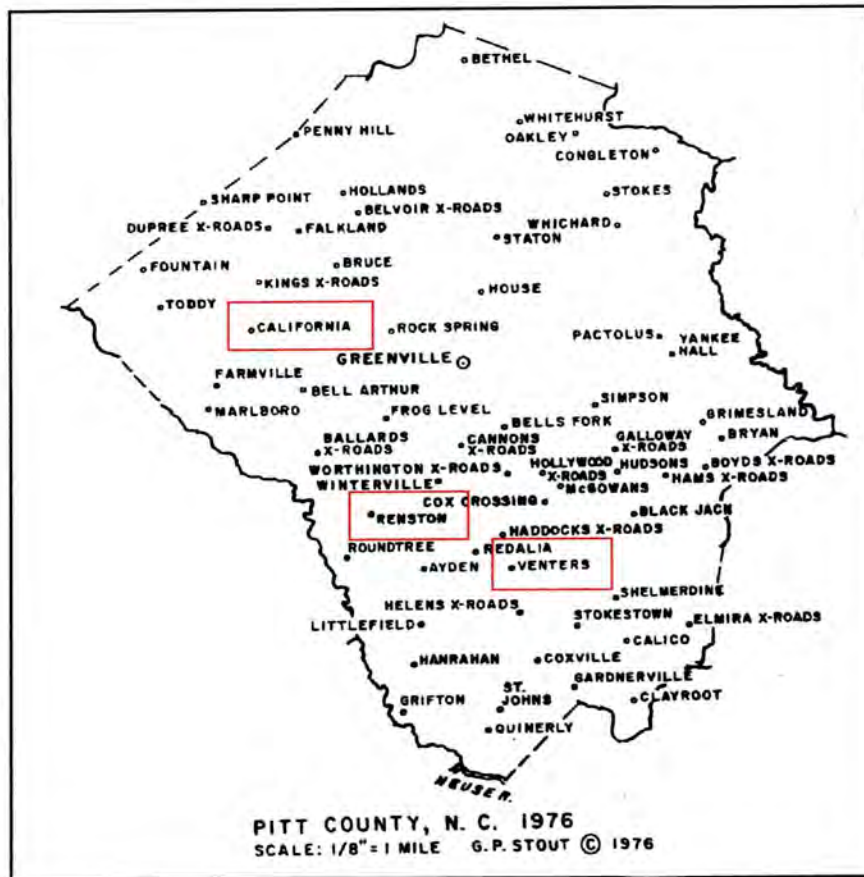 BETHEL
WHITEHURST
OAKLEY
PENNY HILL
CONGLETON
HOLLANDS
STOKES
SHARP POINT
BELVOIR X-ROADS
DUPREE X-ROADS
FALKLAND
WHICHARD
STATON
FOUNTAIN
BRUCE
KINGS X-ROADS
HOUSE
TODDY
CALIFORNIA
ROCK SPRING
PACTOLUS
YANKEE
HALL
GREENVILLE
FARMVILLE
BELL ARTHUR
SIMPSON
MARLBORO
FROG LEVEL
GRIMESLAND
BELLS FORK
BALLARDS
X-ROADS
CANNONS
X-ROADS
GALLOWAY
X-ROADS
BRYAN
WORTHINGTON X-ROADS
HOLLYWOOD
X-ROADS
HUDSONS
BOYDS X-ROADS
HAMS X-ROADS
WINTERVILLE
McGOWANS
COX CROSSING
RENSTON
BLACK JACK
HADDOCKS X-ROADS
ROUNDTREE
REDALIA
AYDEN
VENTERS
SHELMERDINE
HELENS X-ROADS
LITTLEFIELD
STOKESTOWN
ELMIRA X-ROADS
CALICO
HANRAHAN
COXVILLE
GARDNERVILLE
GRIFTON
ST.
JOHNS
CLAYROOT
QUINERLY
NEUSE R.
PITT COUNTY, N. C. 1976
SCALE: 1/8" = 1 MILE G. P. STOUT © 1976